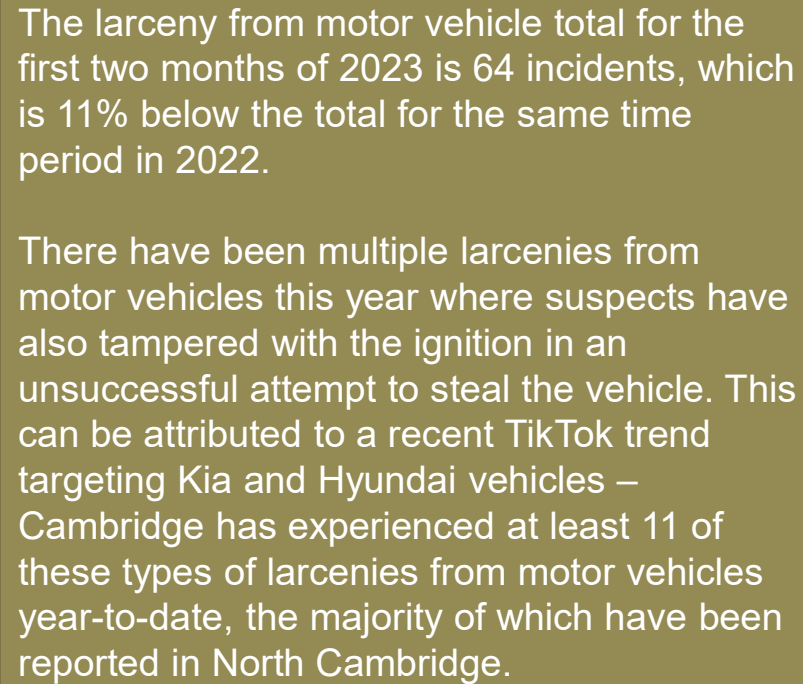 The larceny from motor vehicle total for the
first two months of 2023 is 64 incidents, which
is 11% below the total for the same time
period in 2022.
There have been multiple larcenies from
motor vehicles this year where suspects have
also tampered with the ignition in an
unsuccessful attempt to steal the vehicle. This
can be attributed to a recent TikTok trend
targeting Kia and Hyundai vehicles –
Cambridge has experienced at least 11 of
these types of larcenies from motor vehicles
year-to-date, the majority of which have been
reported in North Cambridge.